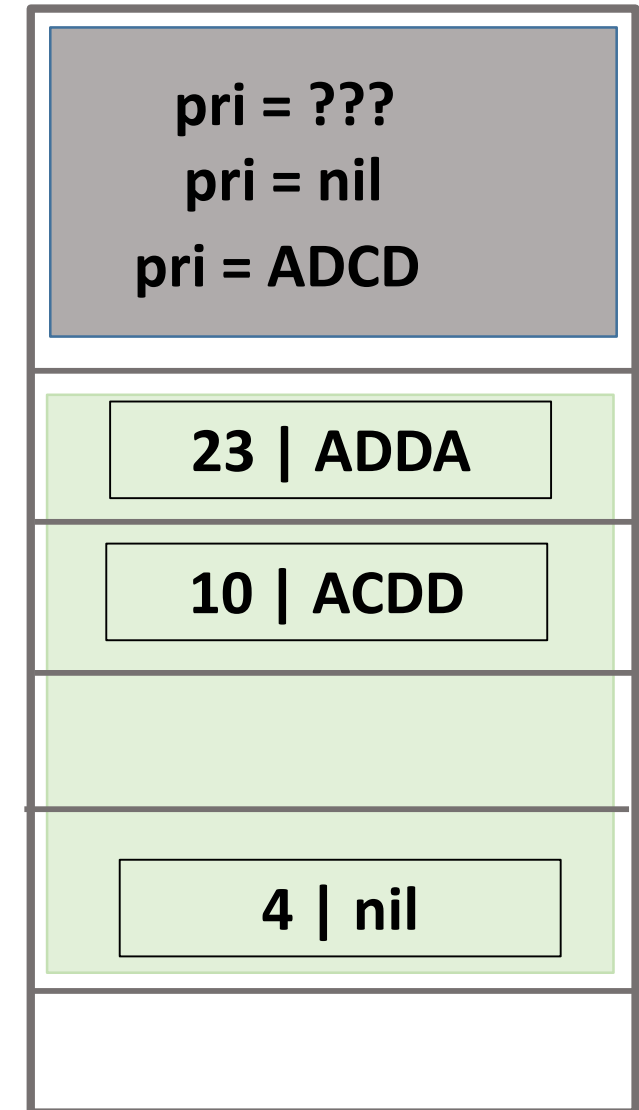 pri = ???
pri = nil
pri = ADCD
23 | ADDA
10 | ACDD
4 | nil